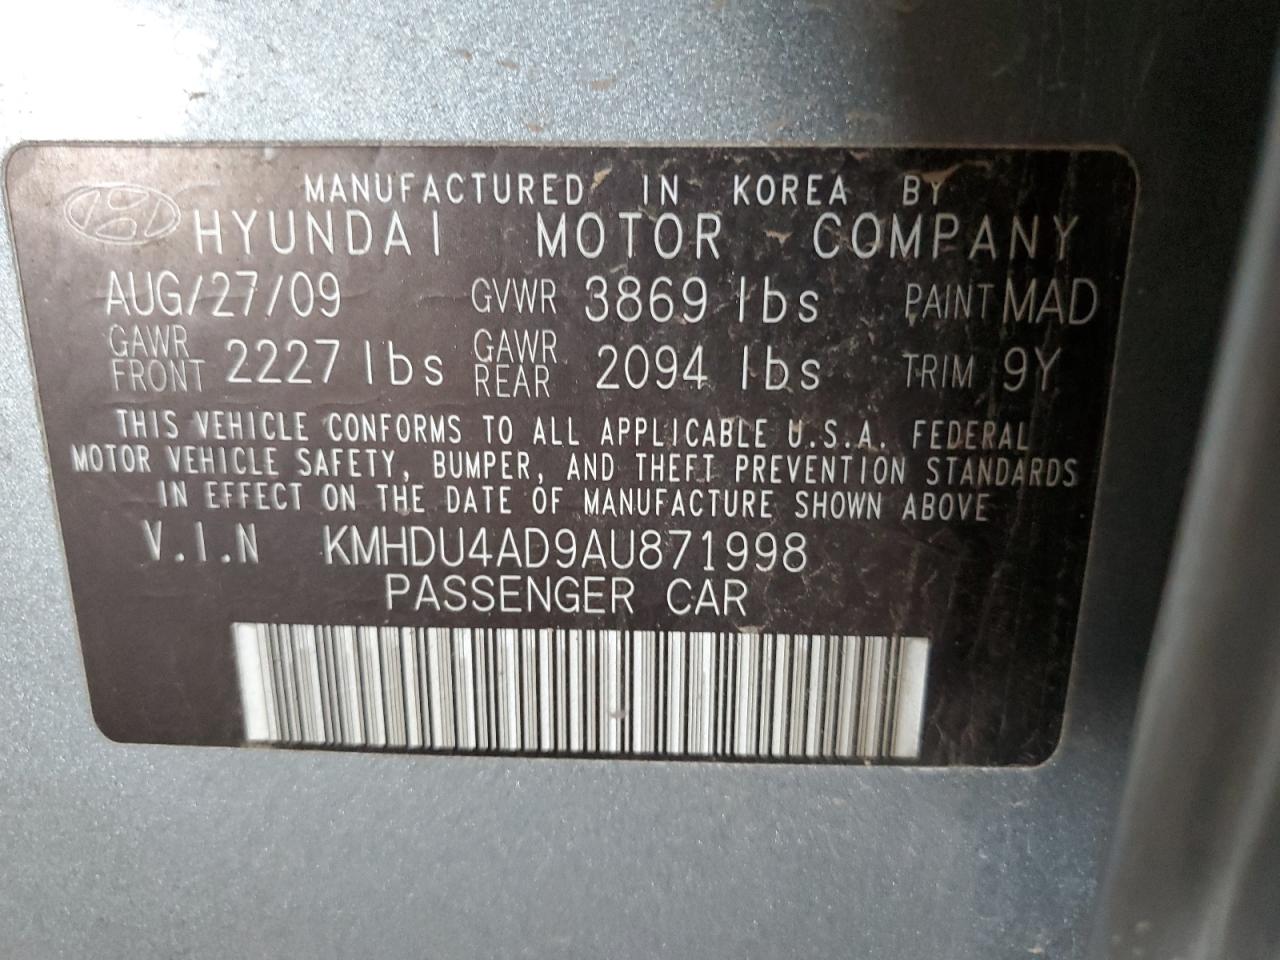 MANUFACTURED IN KOREA BY
HYUNDAI MOTOR COMPANY
AUG/27/09 GVWR 3869 lbs PAINT MAD
GAWR FRONT 2227 lbs GAWR REAR 2094 lbs TRIM 9Y
THIS VEHICLE CONFORMS TO ALL APPLICABLE U.S.A. FEDERAL
MOTOR VEHICLE SAFETY, BUMPER, AND THEFT PREVENTION STANDARDS
IN EFFECT ON THE DATE OF MANUFACTURE SHOWN ABOVE
V.I.N KMHDU4AD9AU871998
PASSENGER CAR